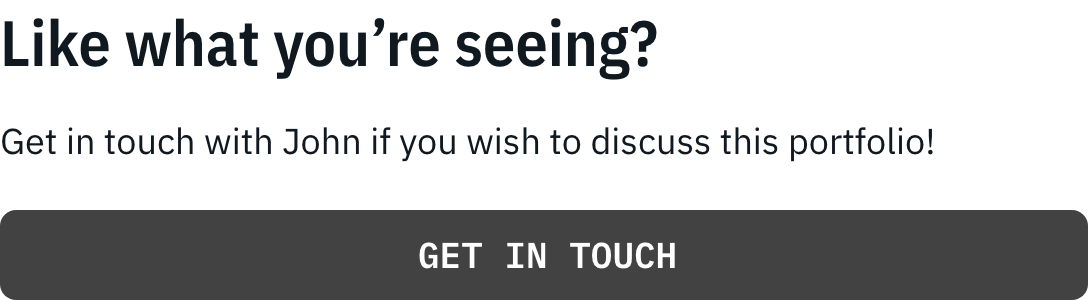 Like what you’re seeing?
Get in touch with John if you wish to discuss this portfolio!
GET IN TOUCH